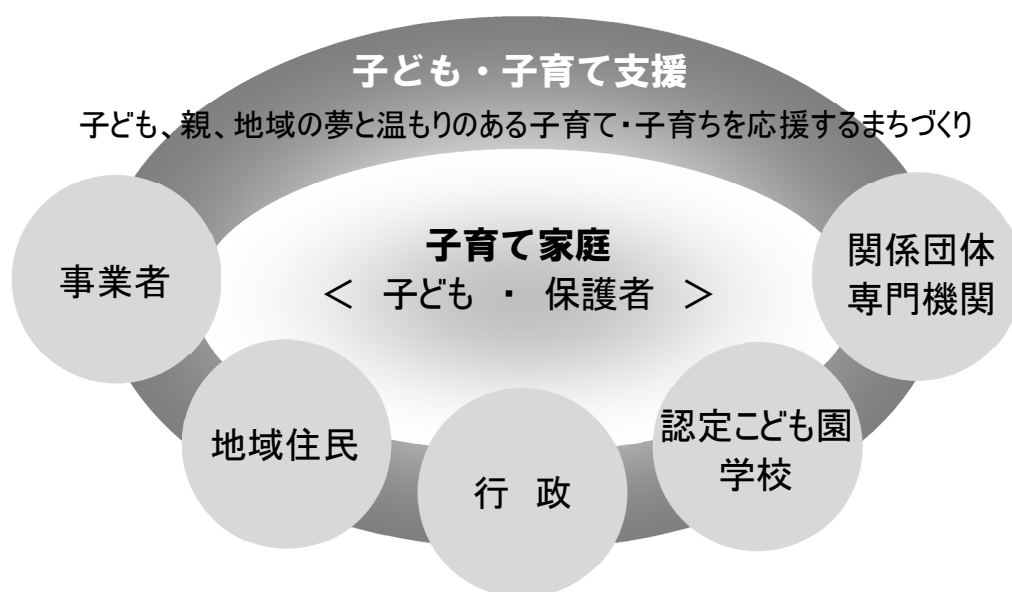 子ども・子育て支援
子ども、親、地域の夢と温もりのある子育て・子育ちを応援するまちづくり
子育て家庭
＜　子ども　・　保護者　＞
事業者
関係団体
専門機関
地域住民
行　政
認定こども園
学校